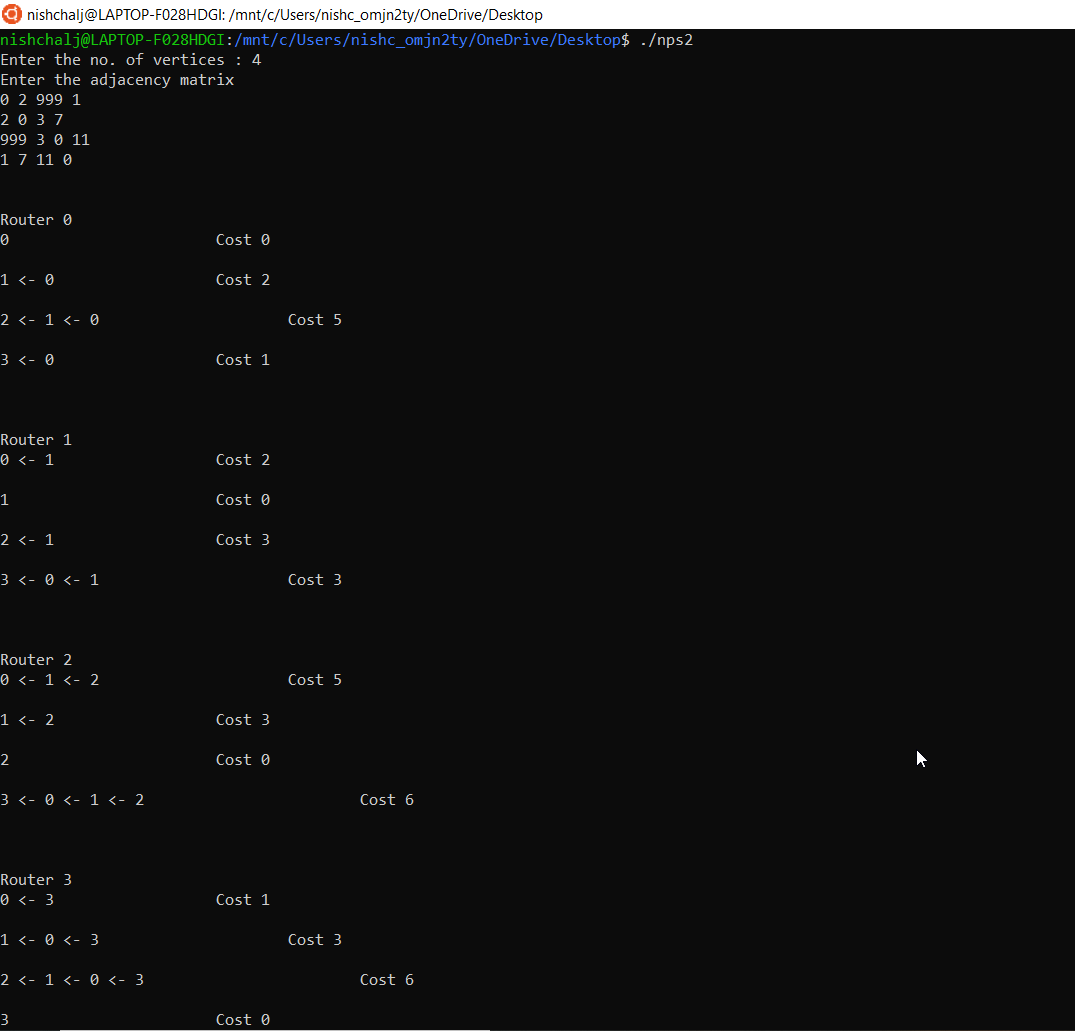 nishchalj@LAPTOP-F028HDGI: /mnt/c/Users/nishc_omjn2ty/OneDrive/Desktop
nishchalj@LAPTOP-F028HDGI:/mnt/c/Users/nishc_omjn2ty/OneDrive/Desktop$ ./nps2
Enter the no. of vertices : 4
Enter the adjacency matrix
0 2 999 1
2 0 3 7
999 3 0 11
1 7 11 0
Router 0
0 Cost 0
1 <- 0 Cost 2
2 <- 1 <- 0 Cost 5
3 <- 0 Cost 1
Router 1
0 <- 1 Cost 2
1 Cost 0
2 <- 1 Cost 3
3 <- 0 <- 1 Cost 3
Router 2
0 <- 1 <- 2 Cost 5
1 <- 2 Cost 3
2 Cost 0
3 <- 0 <- 1 <- 2 Cost 6
Router 3
0 <- 3 Cost 1
1 <- 0 <- 3 Cost 3
2 <- 1 <- 0 <- 3 Cost 6
3 Cost 0